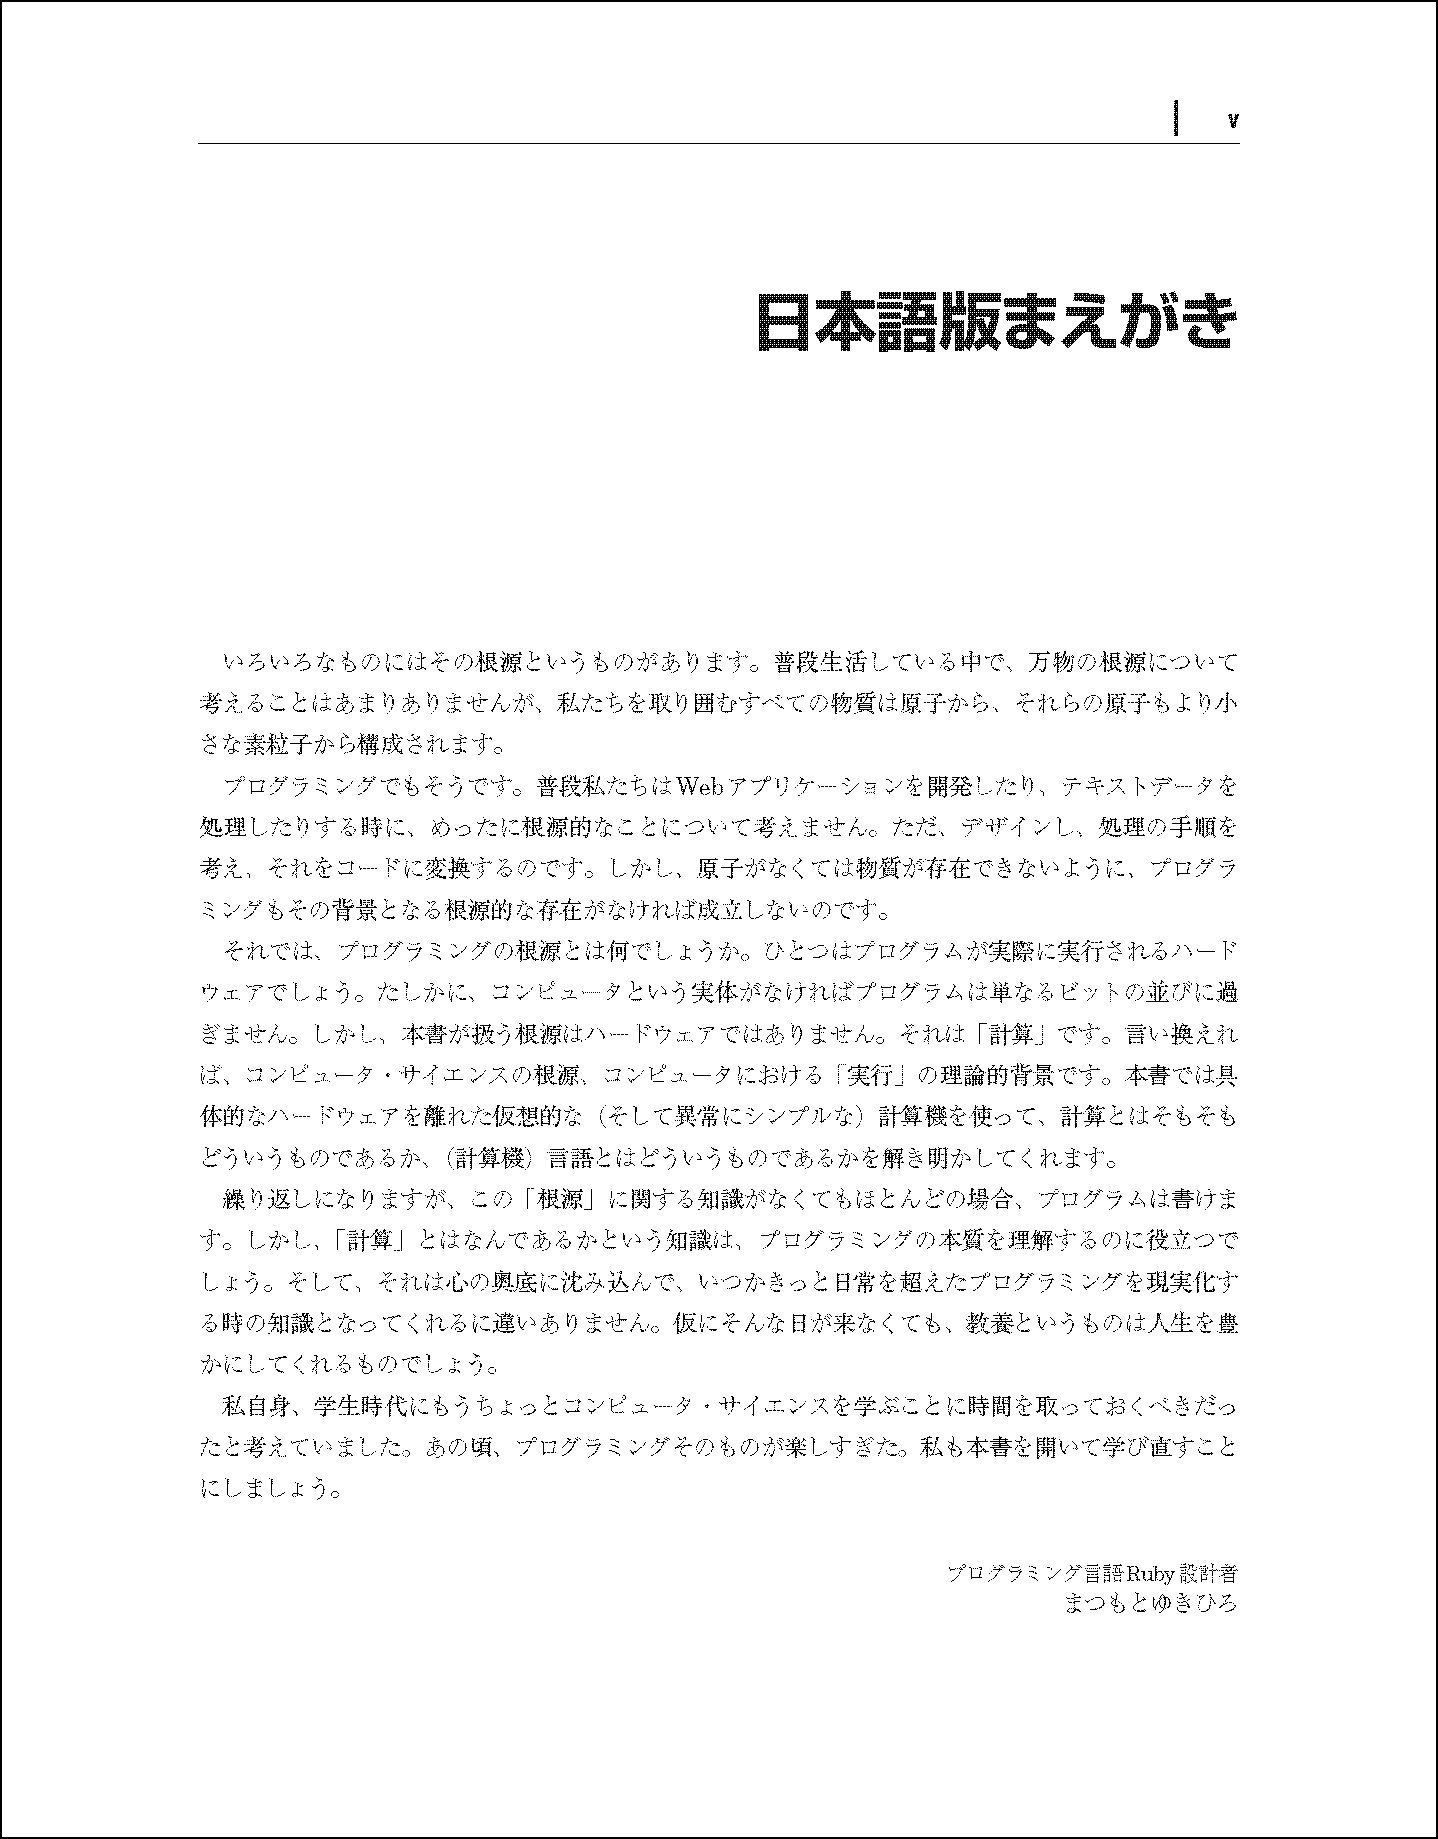 v
日本語版まえがき
いろいろなものにはその根源というものがあります。普段生活している中で、万物の根源について
考えることはあまりありませんが、私たちを取り囲むすべての物質は原子から、それらの原子もより小
さな素粒子から構成されます。
プログラミングでもそうです。普段私たちはWebアプリケーションを開発したり、テキストデータを
処理したりする時に、めったに根源的なことについて考えません。ただ、デザインし、処理の手順を
考え、それをコードに変換するのです。しかし、原子がなくては物質が存在できないように、プログラ
ミングもその背景となる根源的な存在がなければ成立しないのです。
それでは、プログラミングの根源とは何でしょうか。ひとつはプログラムが実際に実行されるハード
ウェアでしょう。たしかに、コンピュータという実体がなければプログラムは単なるビットの並びに過
ぎません。しかし、本書が扱う根源はハードウェアではありません。それは「計算」です。言い換えれ
ば、コンピュータ・サイエンスの根源、コンピュータにおける「実行」の理論的背景です。本書では具
体的なハードウェアを離れた仮想的な（そして異常にシンプルな）計算機を使って、計算とはそもそも
どういうものであるか、（計算機）言語とはどういうものであるかを解き明かしてくれます。
繰り返しになりますが、この「根源」に関する知識がなくてもほとんどの場合、プログラムは書けま
す。しかし、「計算」とはなんであるかという知識は、プログラミングの本質を理解するのに役立つで
しょう。そして、それは心の奥底に沈み込んで、いつかきっと日常を超えたプログラミングを現実化す
る時の知識となってくれるに違いありません。仮にそんな日が来なくても、教養というものは人生を豊
かにしてくれるものでしょう。
私自身、学生時代にもうちょっとコンピュータ・サイエンスを学ぶことに時間を取っておくべきだっ
たと考えていました。あの頃、プログラミングそのものが楽しすぎた。私も本書を開いて学び直すこと
にしましょう。
プログラミング言語Ruby設計者
まつもとゆきひろ